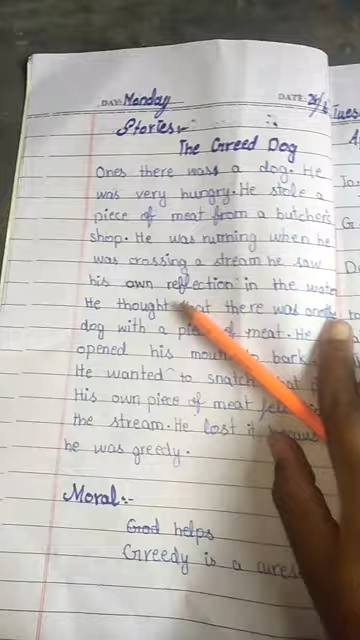 DAY: Monday
DATE: 26/
Tues
Stories
The Greed Dog
Ones there was a dog. He
was very hungry. He stole a
piece of meat from a butcher's
shop. He was running when he
was crossing a stream he saw
his own reflection in the water
He thought that there was
dog with a piece of meat. He
opened his mouth to bark.
He wanted to snatch that
His own piece of meat fell
the stream. He lost it because
he was greedy.
Moral:-
God helps
Greedy is a